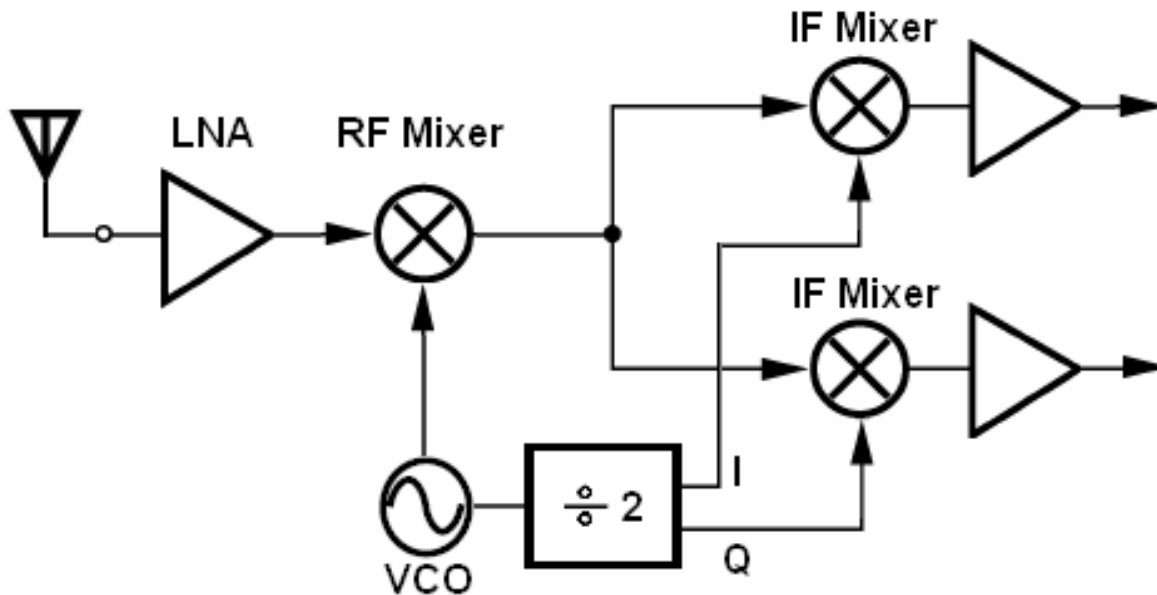 IF Mixer
LNA
RF Mixer
IF Mixer
I
÷ 2
Q
VCO